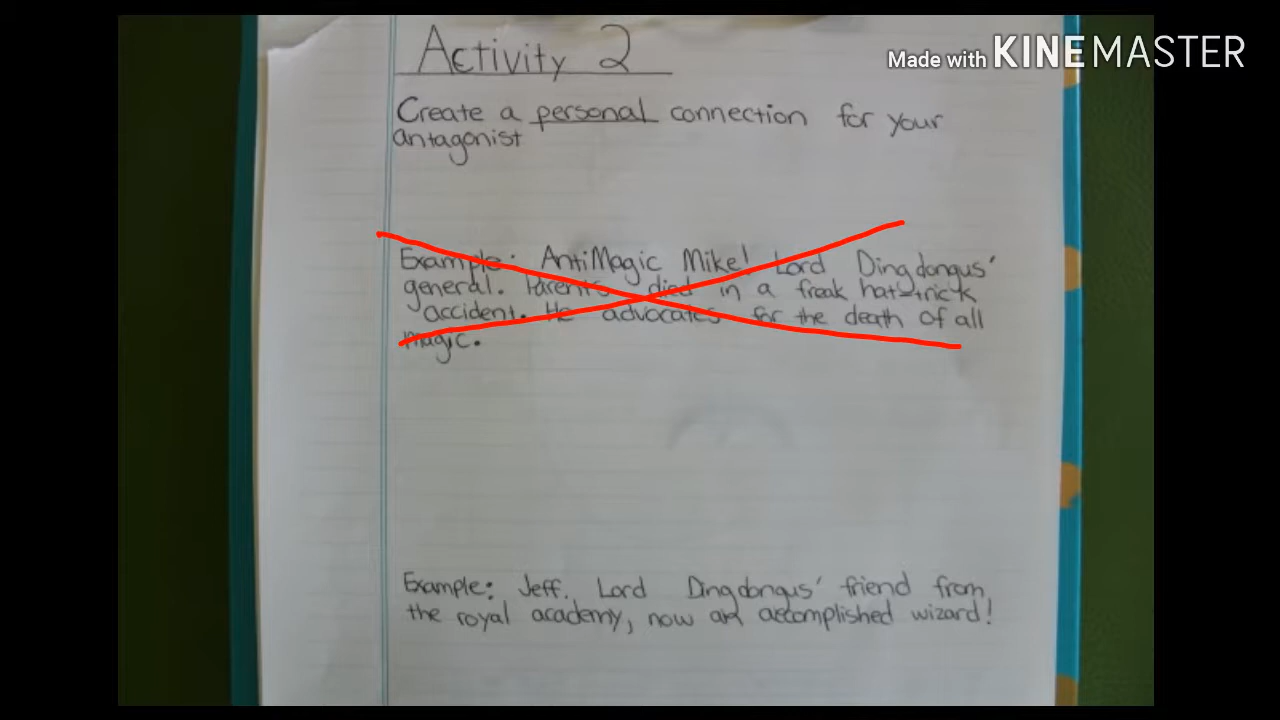 Activity 2
Made with KINEMASTER
Create a personal connection for your
antagonist
Example: AntiMagic Mike! Lord Dingdongus'
general. Parents died in a freak hat-trick
accident. He advocates for the death of all
magic.
Example: Jeff. Lord Dingdongus' friend from
the royal academy, now an accomplished wizard!